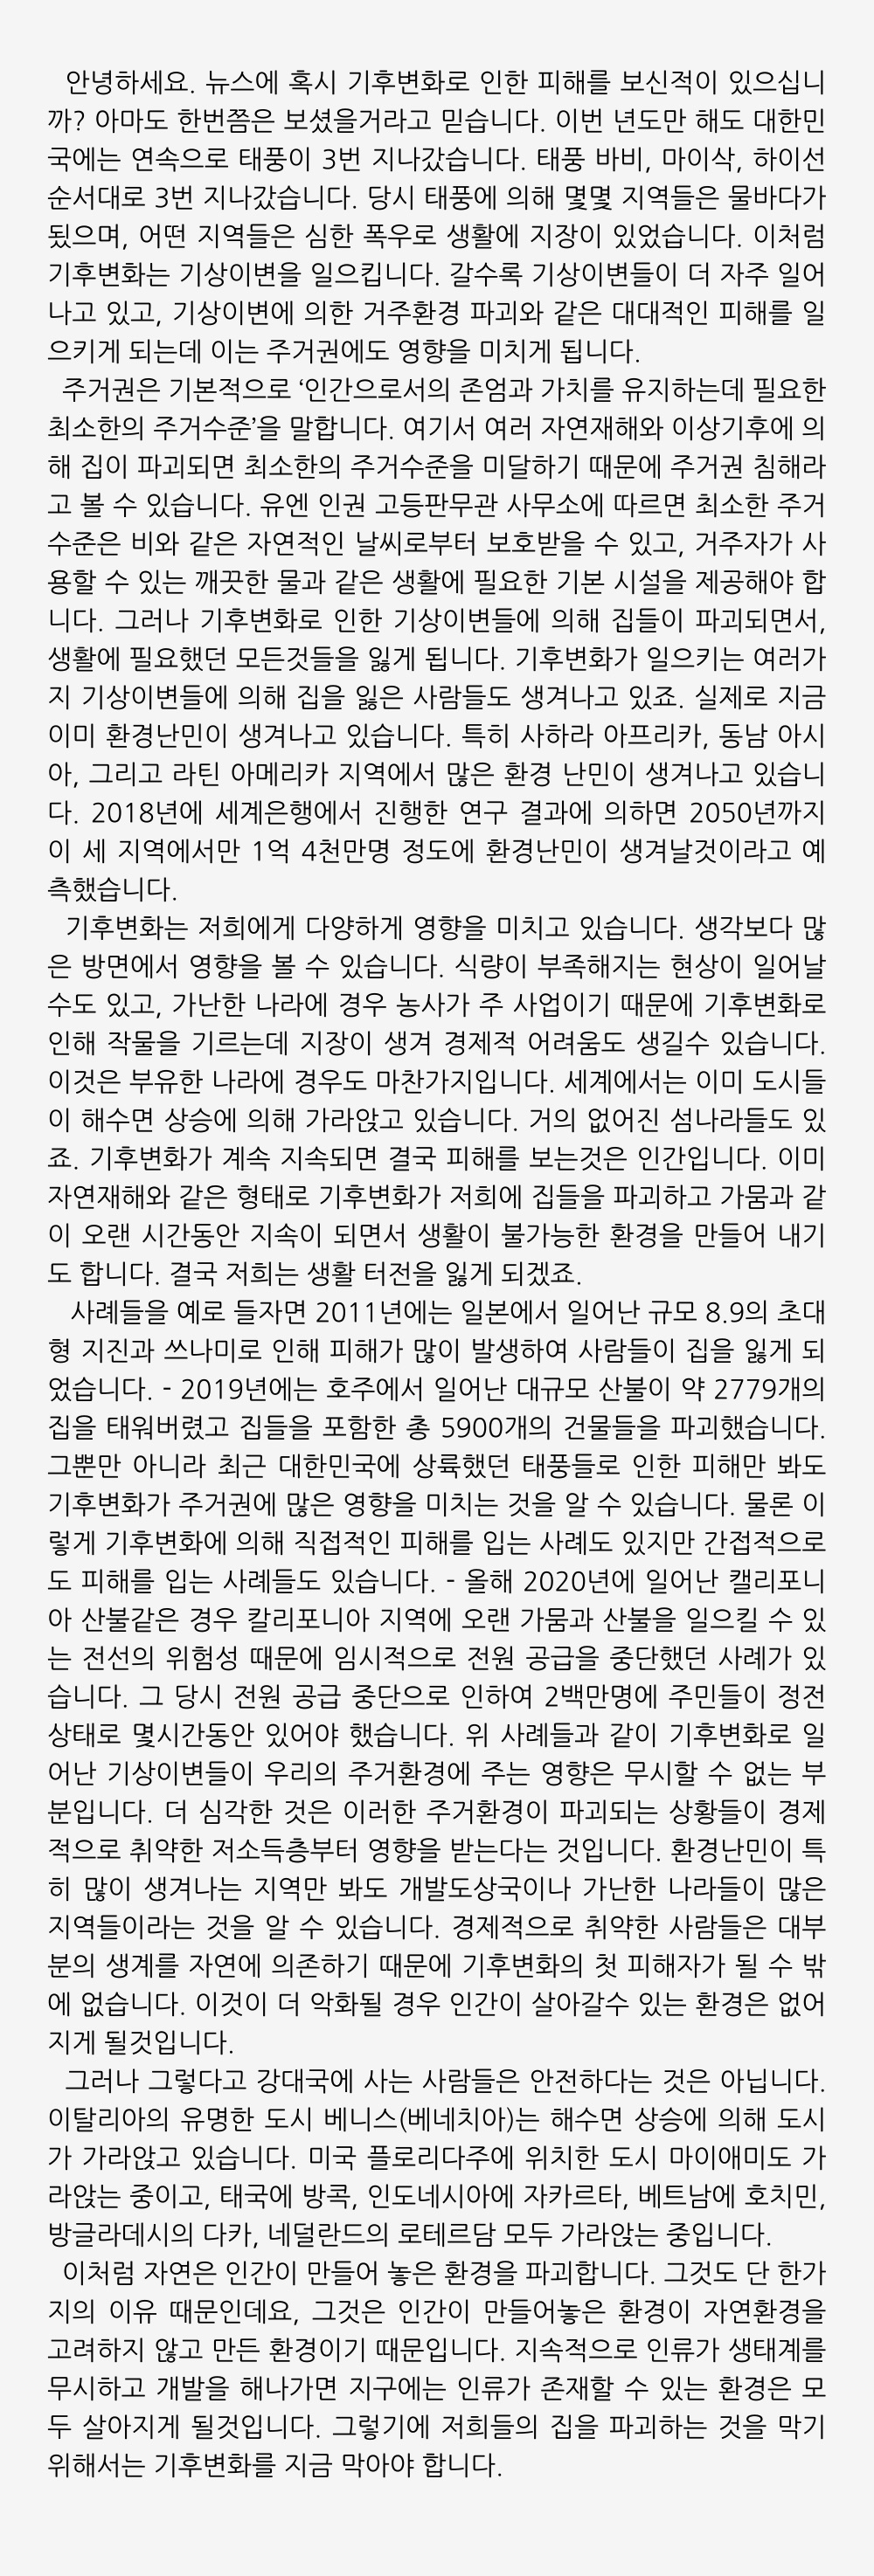 안녕하세요. 뉴스에 혹시 기후변화로 인한 피해를 보신적이 있으십니
까? 아마도 한번쯤은 보셨을거라고 믿습니다. 이번 년도만 해도 대한민
국에는 연속으로 태풍이 3번 지나갔습니다. 태풍 바비, 마이삭, 하이선
순서대로 3번 지나갔습니다. 당시 태풍에 의해 몇몇 지역들은 물바다가
됬으며, 어떤 지역들은 심한 폭우로 생활에 지장이 있었습니다. 이처럼
기후변화는 기상이변을 일으킵니다. 갈수록 기상이변들이 더 자주 일어
나고 있고, 기상이변에 의한 거주환경 파괴와 같은 대대적인 피해를 일
으키게 되는데 이는 주거권에도 영향을 미치게 됩니다.
주거권은 기본적으로 ‘인간으로서의 존엄과 가치를 유지하는데 필요한
최소한의 주거수준’을 말합니다. 여기서 여러 자연재해와 이상기후에 의
해 집이 파괴되면 최소한의 주거수준을 미달하기 때문에 주거권 침해라
고 볼 수 있습니다. 유엔 인권 고등판무관 사무소에 따르면 최소한 주거
수준은 비와 같은 자연적인 날씨로부터 보호받을 수 있고, 거주자가 사
용할 수 있는 깨끗한 물과 같은 생활에 필요한 기본 시설을 제공해야 합
니다. 그러나 기후변화로 인한 기상이변들에 의해 집들이 파괴되면서,
생활에 필요했던 모든것들을 잃게 됩니다. 기후변화가 일으키는 여러가
지 기상이변들에 의해 집을 잃은 사람들도 생겨나고 있죠. 실제로 지금
이미 환경난민이 생겨나고 있습니다. 특히 사하라 아프리카, 동남 아시
아, 그리고 라틴 아메리카 지역에서 많은 환경 난민이 생겨나고 있습니
다. 2018년에 세계은행에서 진행한 연구 결과에 의하면 2050년까지
이 세 지역에서만 1억 4천만명 정도에 환경난민이 생겨날것이라고 예
측했습니다.
기후변화는 저희에게 다양하게 영향을 미치고 있습니다. 생각보다 많
은 방면에서 영향을 볼 수 있습니다. 식량이 부족해지는 현상이 일어날
수도 있고, 가난한 나라에 경우 농사가 주 사업이기 때문에 기후변화로
인해 작물을 기르는데 지장이 생겨 경제적 어려움도 생길수 있습니다.
이것은 부유한 나라에 경우도 마찬가지입니다. 세계에서는 이미 도시들
이 해수면 상승에 의해 가라앉고 있습니다. 거의 없어진 섬나라들도 있
죠. 기후변화가 계속 지속되면 결국 피해를 보는것은 인간입니다. 이미
자연재해와 같은 형태로 기후변화가 저희에 집들을 파괴하고 가뭄과 같
이 오랜 시간동안 지속이 되면서 생활이 불가능한 환경을 만들어 내기
도 합니다. 결국 저희는 생활 터전을 잃게 되겠죠.
사례들을 예로 들자면 2011년에는 일본에서 일어난 규모 8.9의 초대
형 지진과 쓰나미로 인해 피해가 많이 발생하여 사람들이 집을 잃게 되
었습니다. - 2019년에는 호주에서 일어난 대규모 산불이 약 2779개의
집을 태워버렸고 집들을 포함한 총 5900개의 건물들을 파괴했습니다.
그뿐만 아니라 최근 대한민국에 상륙했던 태풍들로 인한 피해만 봐도
기후변화가 주거권에 많은 영향을 미치는 것을 알 수 있습니다. 물론 이
렇게 기후변화에 의해 직접적인 피해를 입는 사례도 있지만 간접적으로
도 피해를 입는 사례들도 있습니다. - 올해 2020년에 일어난 캘리포니
아 산불같은 경우 칼리포니아 지역에 오랜 가뭄과 산불을 일으킬 수 있
는 전선의 위험성 때문에 임시적으로 전원 공급을 중단했던 사례가 있
습니다. 그 당시 전원 공급 중단으로 인하여 2백만명에 주민들이 정전
상태로 몇시간동안 있어야 했습니다. 위 사례들과 같이 기후변화로 일
어난 기상이변들이 우리의 주거환경에 주는 영향은 무시할 수 없는 부
분입니다. 더 심각한 것은 이러한 주거환경이 파괴되는 상황들이 경제
적으로 취약한 저소득층부터 영향을 받는다는 것입니다. 환경난민이 특
히 많이 생겨나는 지역만 봐도 개발도상국이나 가난한 나라들이 많은
지역들이라는 것을 알 수 있습니다. 경제적으로 취약한 사람들은 대부
분의 생계를 자연에 의존하기 때문에 기후변화의 첫 피해자가 될 수 밖
에 없습니다. 이것이 더 악화될 경우 인간이 살아갈수 있는 환경은 없어
지게 될것입니다.
그러나 그렇다고 강대국에 사는 사람들은 안전하다는 것은 아닙니다.
이탈리아의 유명한 도시 베니스(베네치아)는 해수면 상승에 의해 도시
가 가라앉고 있습니다. 미국 플로리다주에 위치한 도시 마이애미도 가
라앉는 중이고, 태국에 방콕, 인도네시아에 자카르타, 베트남에 호치민,
방글라데시의 다카, 네덜란드의 로테르담 모두 가라앉는 중입니다.
이처럼 자연은 인간이 만들어 놓은 환경을 파괴합니다. 그것도 단 한가
지의 이유 때문인데요, 그것은 인간이 만들어놓은 환경이 자연환경을
고려하지 않고 만든 환경이기 때문입니다. 지속적으로 인류가 생태계를
무시하고 개발을 해나가면 지구에는 인류가 존재할 수 있는 환경은 모
두 살아지게 될것입니다. 그렇기에 저희들의 집을 파괴하는 것을 막기
위해서는 기후변화를 지금 막아야 합니다.